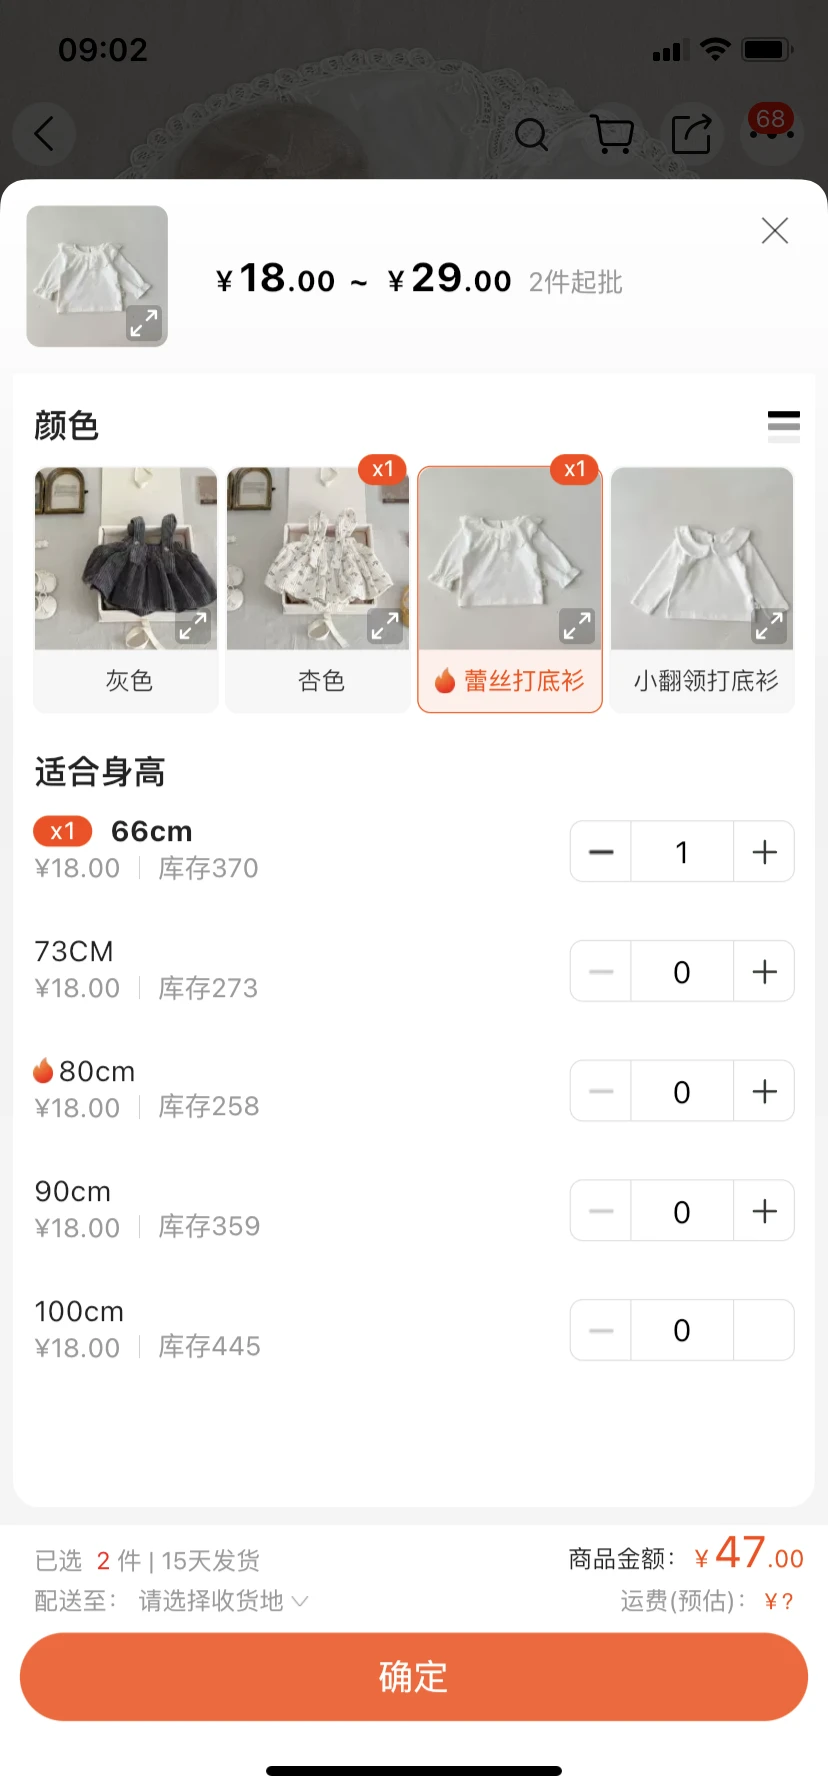 09:02
68
¥18.00 ~ ¥29.00 2件起批
颜色
x1
x1
灰色
杏色
蕾丝打底衫
小翻领打底衫
适合身高
x1 66cm
¥18.00 库存370
1
73CM
¥18.00 库存273
0
80cm
¥18.00 库存258
0
90cm
¥18.00 库存359
0
100cm
¥18.00 库存445
0
已选 2 件 | 15天发货
商品金额: ¥47.00
配送至: 请选择收货地
运费(预估): ¥?
确定